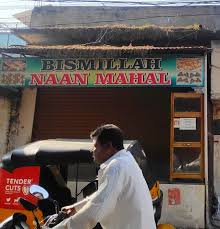 BISMILLAH
NAAN MAHAL
TENDER
CUTS